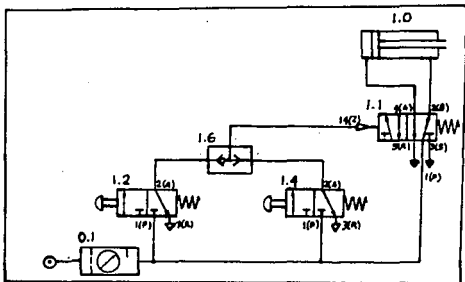 1.0
1.1
4(A) 2(B)
14(Z)
5(R) 3(S)
1(P)
1.6
1.2
2(A)
1(P) 3(R)
1.4
2(A)
1(P) 3(R)
0.1